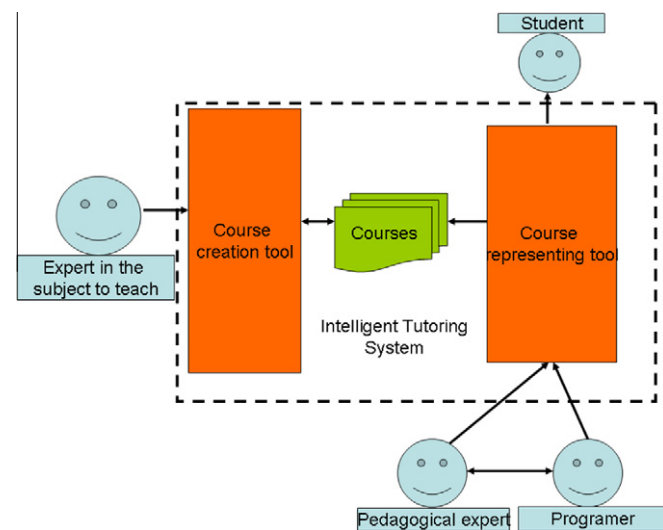 Student
Course
creation tool
Courses
Course
representing tool
Expert in the
subject to teach
Intelligent Tutoring
System
Pedagogical expert
Programer